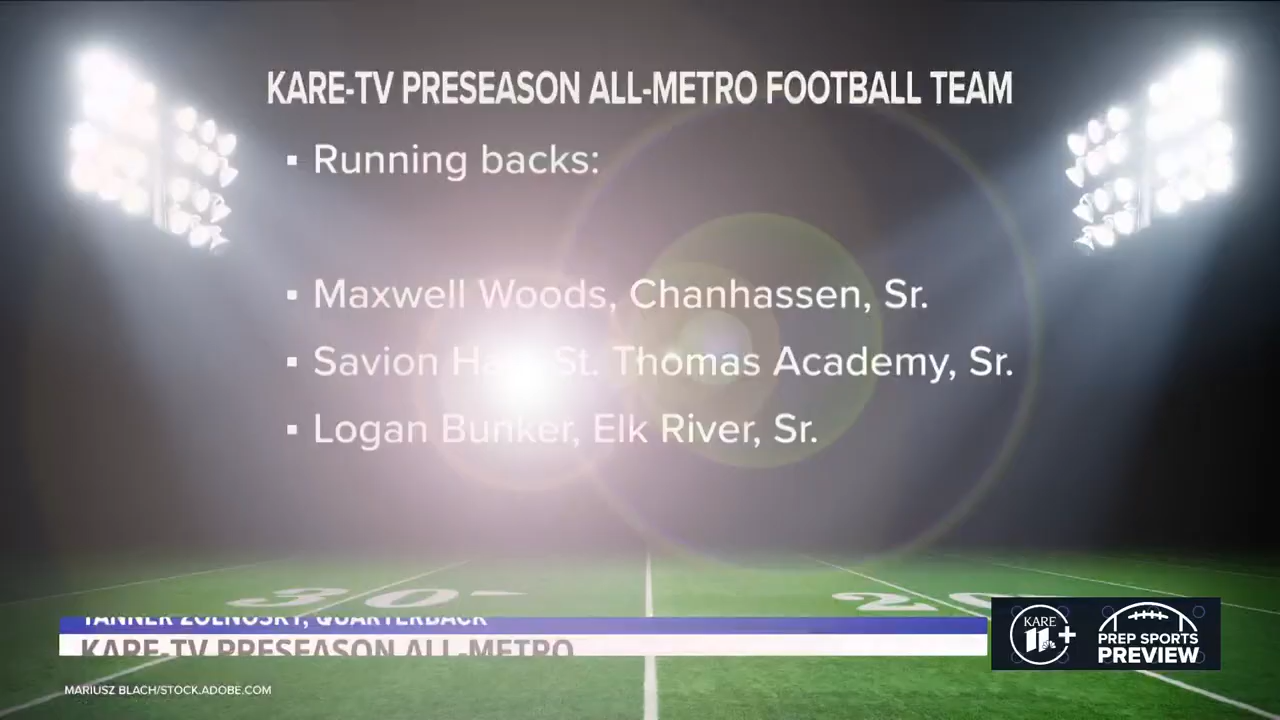 KARE-TV PRESEASON ALL-METRO FOOTBALL TEAM
▪ Running backs:
▪ Maxwell Woods, Chanhassen, Sr.
▪ Savion St. Thomas Academy, Sr.
▪ Logan Bunker, Elk River, Sr.
30
20
TANNER ZOLNOSKY, QUARTERBACK
KARE-TV PRESEASON ALL-METRO
KARE
11+
PREP SPORTS
PREVIEW
MARIUSZ BLACH/STOCK.ADOBE.COM